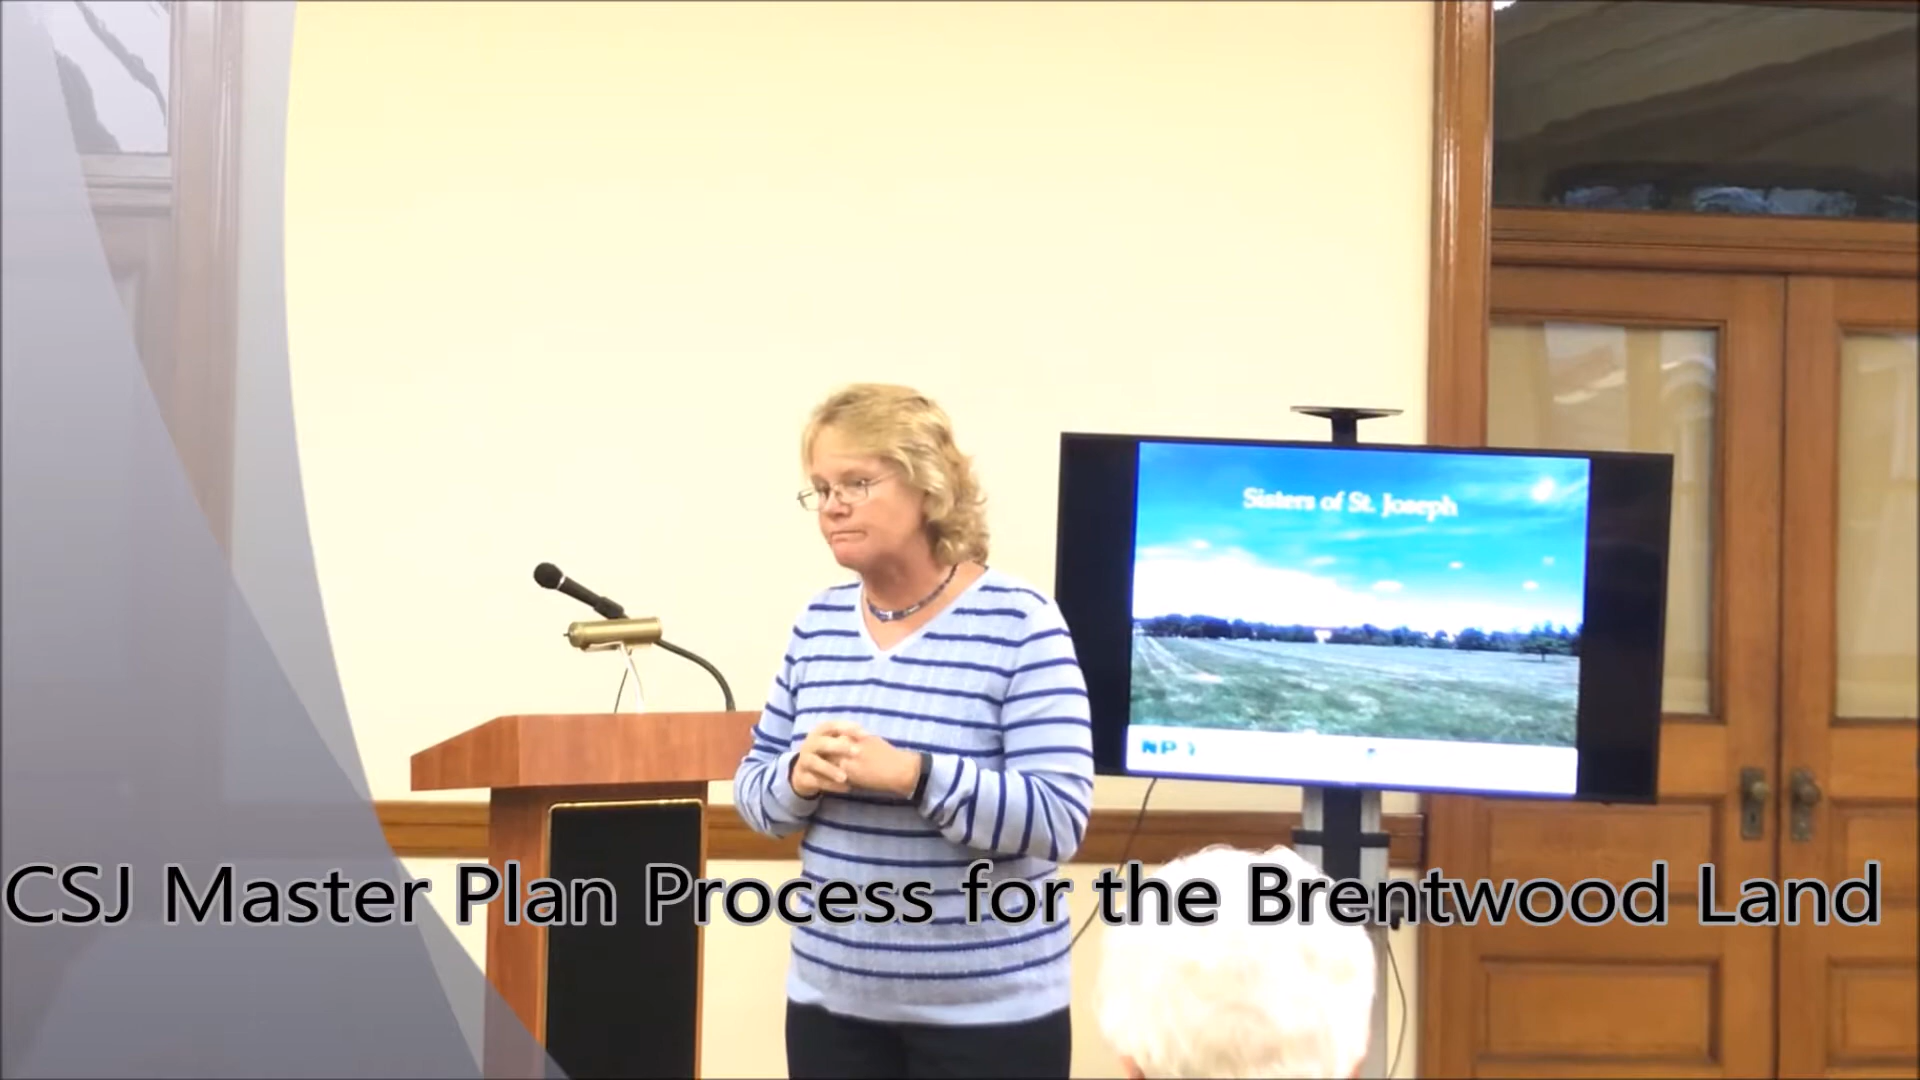 Sisters of St. Joseph
CSJ Master Plan Process for the Brentwood Land